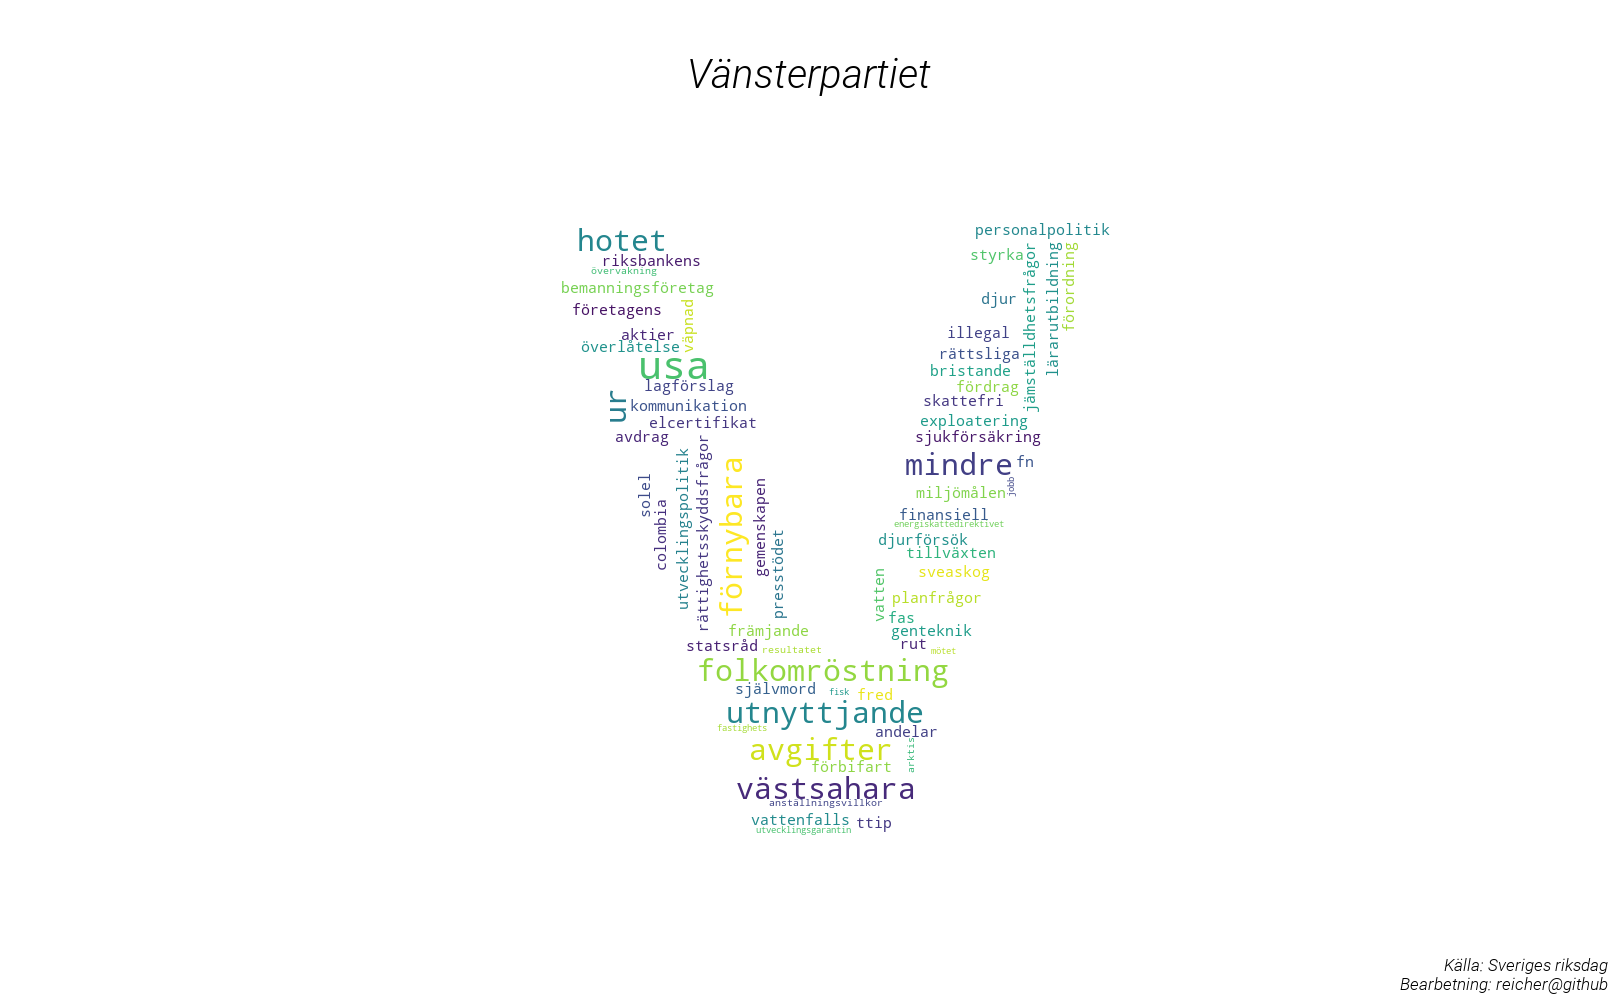 Vänsterpartiet
hotet
riksbankens
övervakning
bemanningsföretag
företagens
väpnad
aktier
överlåtelse
usa
lagförslag
ur
kommunikation
elcertifikat
avdrag
solel
colombia
utvecklingspolitik
rättighetsskyddsfrågor
förnybara
gemenskapen
presstödet
personalpolitik
styrka
jämställdhetsfrågor
lärarutbildning
förordning
djur
illegal
rättsliga
bristande
fördrag
skattefri
exploatering
sjukförsäkring
mindre
fn
jobb
miljömålen
finansiell
energiskattedirektivet
djurförsök
tillväxten
sveaskog
vatten
planfrågor
fas
genteknik
rut
mötet
främjande
statsråd
resultatet
folkomröstning
självmord
fisk
fred
utnyttjande
fastighets
andelar
avgifter
arktis
förbifart
västsahara
anställningsvillkor
vattenfalls
ttip
utvecklingsgarantin
Källa: Sveriges riksdag
Bearbetning: reicher@github